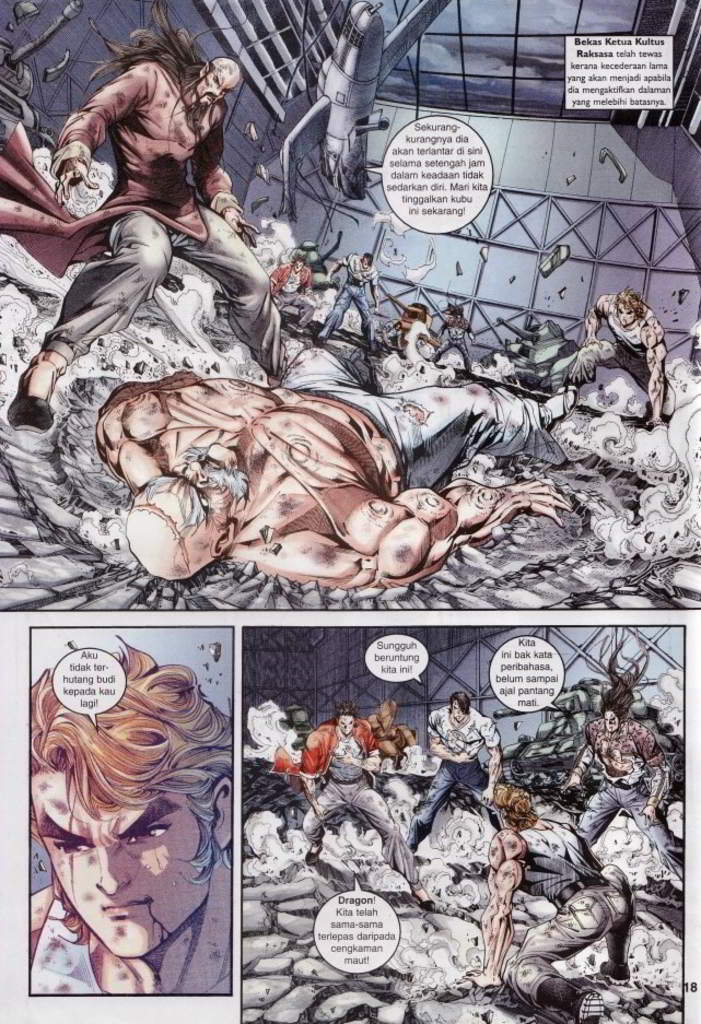 Bekas Ketua Kultus
Raksasa telah tewas
kerana kecederaan lama
yang akan menjadi apabila
dia mengaktifkan dalaman
yang melebihi batasnya.
Sekurang-
kurangnya dia
akan terlantar di sini
selama setengah jam
dalam keadaan tidak
sedarkan diri. Mari kita
tinggalkan kubu
ini sekarang!
Aku
tidak ter-
hutang budi
kepada kau
lagi!
Sungguh
beruntung
kita ini!
Kita
ini bak kata
peribahasa,
belum sampai
ajal pantang
mati.
Dragon!
Kita telah
sama-sama
terlepas daripada
cengkaman
maut!
18